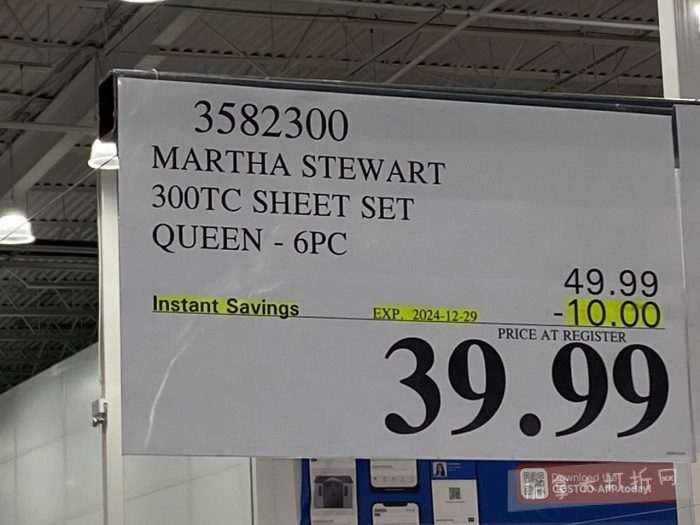 3582300
MARTHA STEWART
300TC SHEET SET
QUEEN - 6PC
49.99
Instant Savings EXP. 2024-12-29 -10.00
PRICE AT REGISTER
39.99
Download the
COSTCO App today!